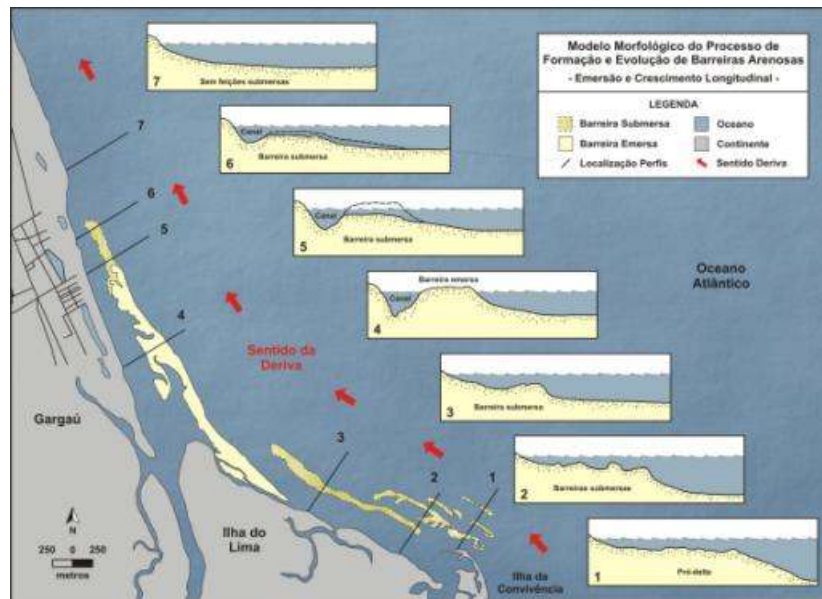 Modelo Morfológico do Processo de
Formação e Evolução de Barreiras Arenosas
- Emersão e Crescimento Longitudinal -
LEGENDA
Barreira Submersa
Oceano
Barreira Emersa
Continente
Localização Perfis
Sentido Deriva
Sem feições submersas
7
Canal
Barreira submersa
6
7
6
5
Canal
Barreira submersa
5
Oceano
Atlântico
Barreira emersa
Canal
4
4
Sentido da
Deriva
Barreira submersa
3
Gargaú
3
2
1
Barreiras submersas
2
N
250 0 250
metros
Ilha do
Lima
Ilha da
Convivência
Pró-delta
1